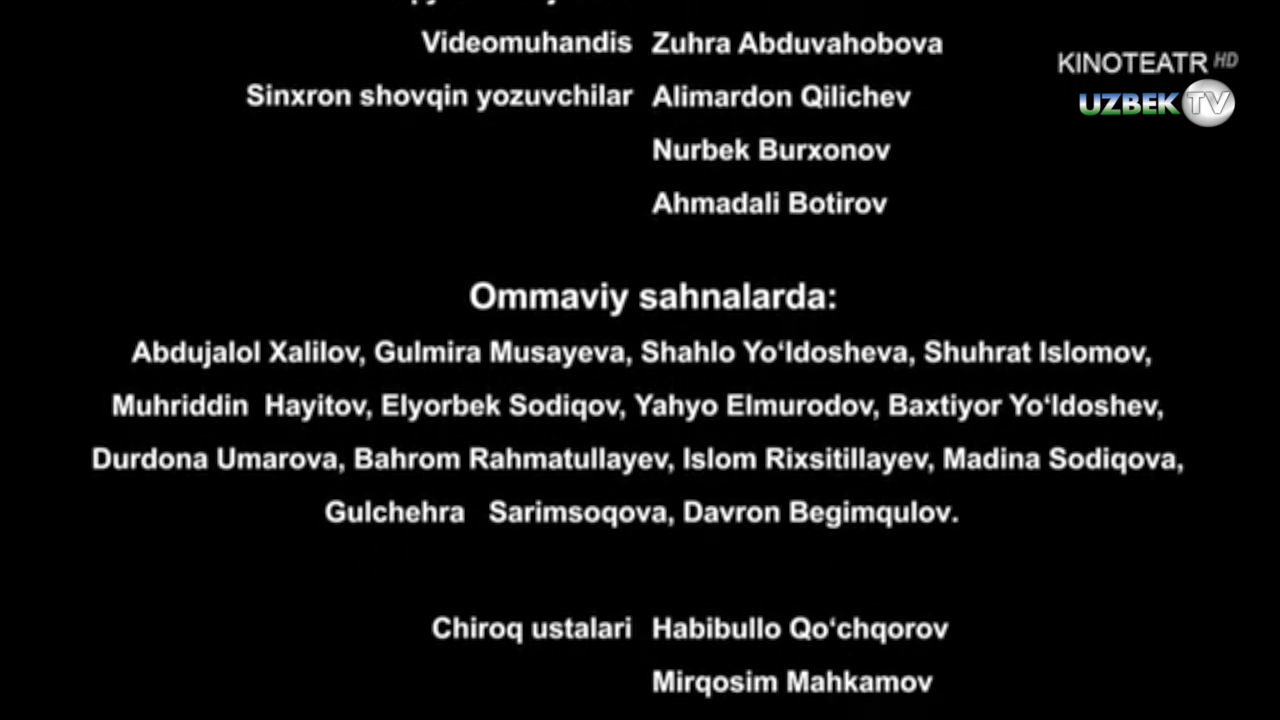 Videomuhandis Zuhra Abduvahobova
KINOTEATR HD
UZBEK TV
Sinxron shovqin yozuvchilar Alimardon Qilichev
Nurbek Burxonov
Ahmadali Botirov
Ommaviy sahnalarda:
Abdujalol Xalilov, Gulmira Musayeva, Shahlo Yo‘ldosheva, Shuhrat Islomov,
Muhriddin Hayitov, Elyorbek Sodiqov, Yahyo Elmurodov, Baxtiyor Yo‘ldoshev,
Durdona Umarova, Bahrom Rahmatullayev, Islom Rixsitillayev, Madina Sodiqova,
Gulchehra Sarimsoqova, Davron Begimqulov.
Chiroq ustalari Habibullo Qo‘chqorov
Mirqosim Mahkamov